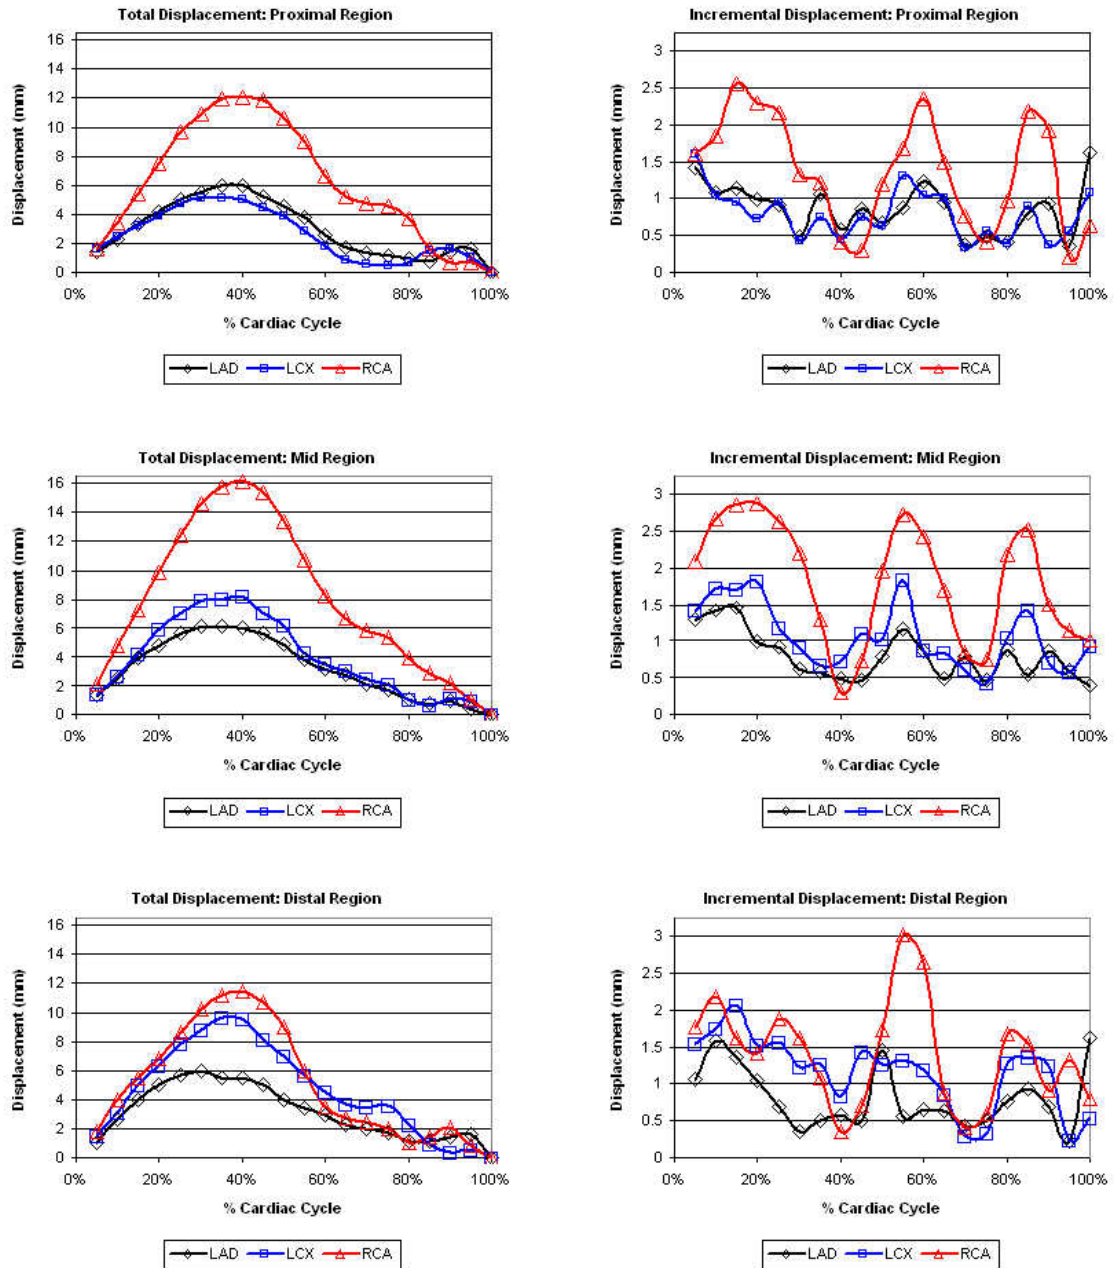 Total Displacement: Proximal Region
Displacement (mm)
16
14
12
10
8
6
4
2
0
0% 20% 40% 60% 80% 100%
% Cardiac Cycle
LAD LCX RCA
Incremental Displacement: Proximal Region
Displacement (mm)
3
2.5
2
1.5
1
0.5
0
0% 20% 40% 60% 80% 100%
% Cardiac Cycle
LAD LCX RCA
Total Displacement: Mid Region
Displacement (mm)
16
14
12
10
8
6
4
2
0
0% 20% 40% 60% 80% 100%
% Cardiac Cycle
LAD LCX RCA
Incremental Displacement: Mid Region
Displacement (mm)
3
2.5
2
1.5
1
0.5
0
0% 20% 40% 60% 80% 100%
% Cardiac Cycle
LAD LCX RCA
Total Displacement: Distal Region
Displacement (mm)
16
14
12
10
8
6
4
2
0
0% 20% 40% 60% 80% 100%
% Cardiac Cycle
LAD LCX RCA
Incremental Displacement: Distal Region
Displacement (mm)
3
2.5
2
1.5
1
0.5
0
0% 20% 40% 60% 80% 100%
% Cardiac Cycle
LAD LCX RCA